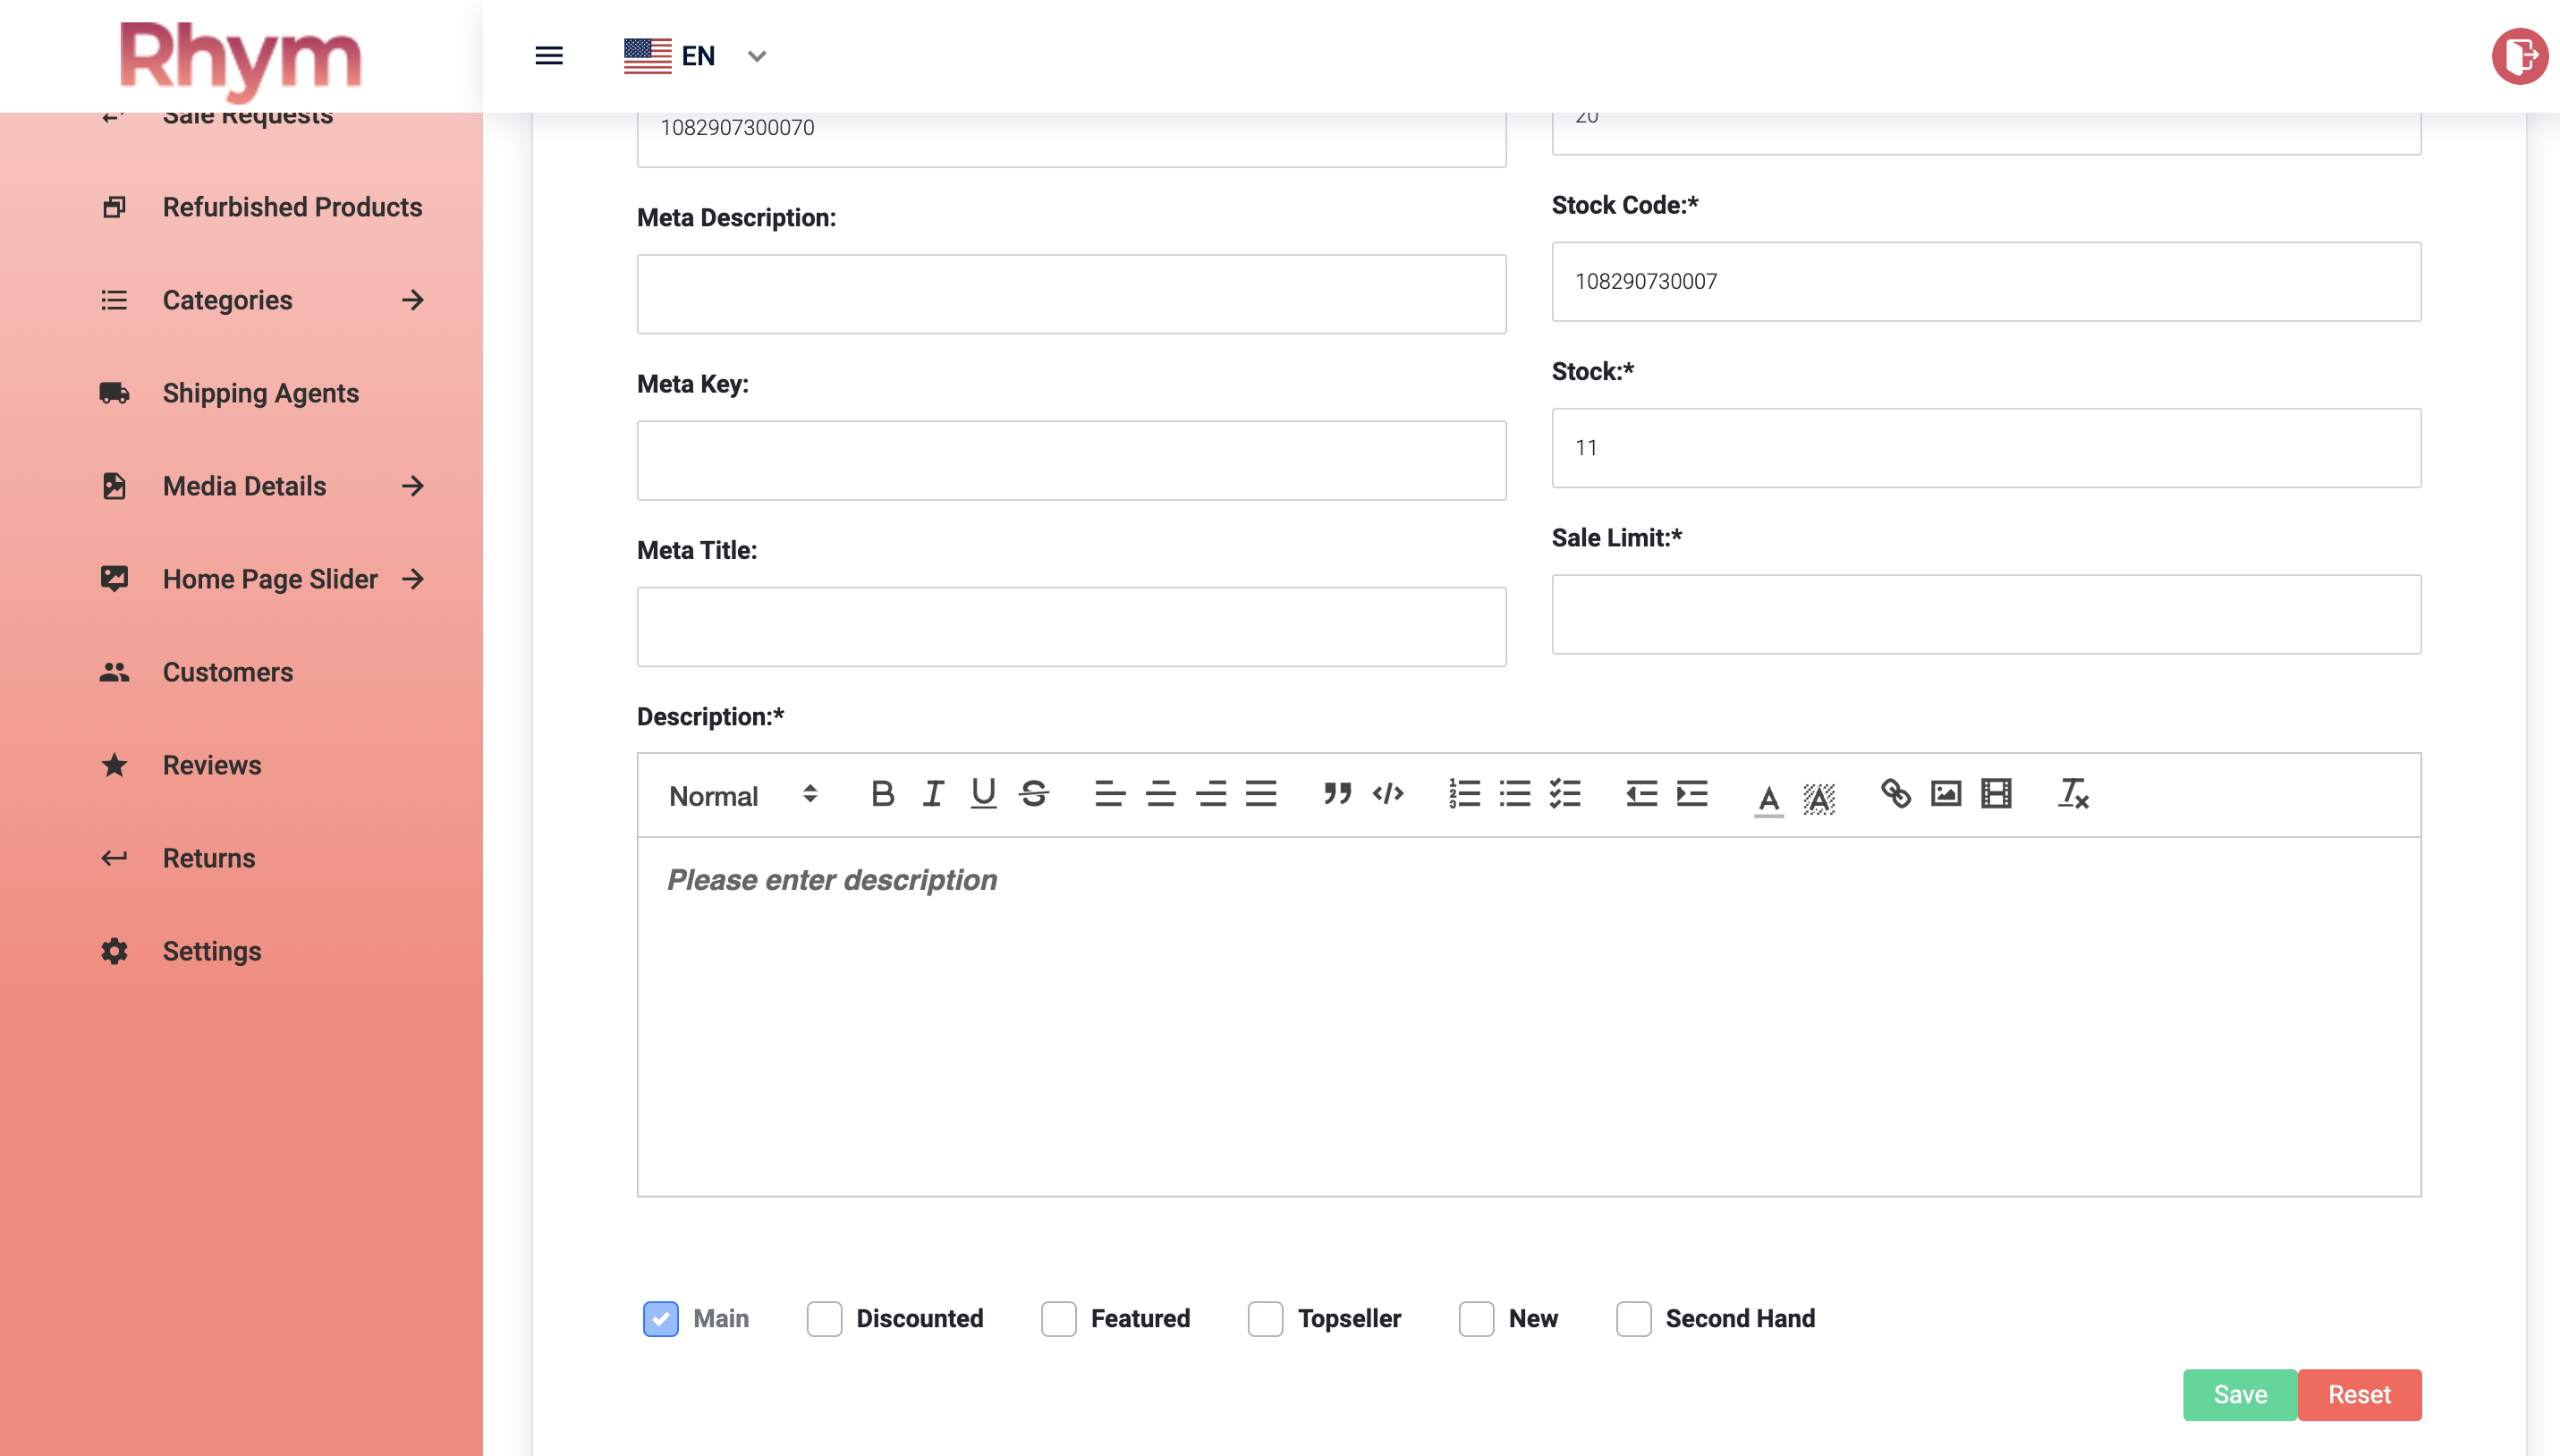 Rhym
EN
Sale Requests
Refurbished Products
Categories
Shipping Agents
Media Details
Home Page Slider
Customers
Reviews
Returns
Settings
1082907300070
20
Meta Description:
Stock Code:*
108290730007
Meta Key:
Stock:*
11
Meta Title:
Sale Limit:*
Description:*
Normal
Please enter description
Main
Discounted
Featured
Topseller
New
Second Hand
Save
Reset